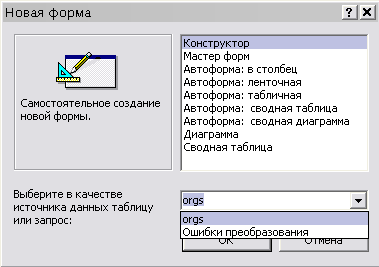 Новая форма
Самостоятельное создание
новой формы.
Конструктор
Мастер форм
Автоформа: в столбец
Автоформа: ленточная
Автоформа: табличная
Автоформа: сводная таблица
Автоформа: сводная диаграмма
Диаграмма
Сводная таблица
Выберите в качестве
источника данных таблицу
или запрос:
orgs
orgs
Ошибки преобразования
ОК Отмена